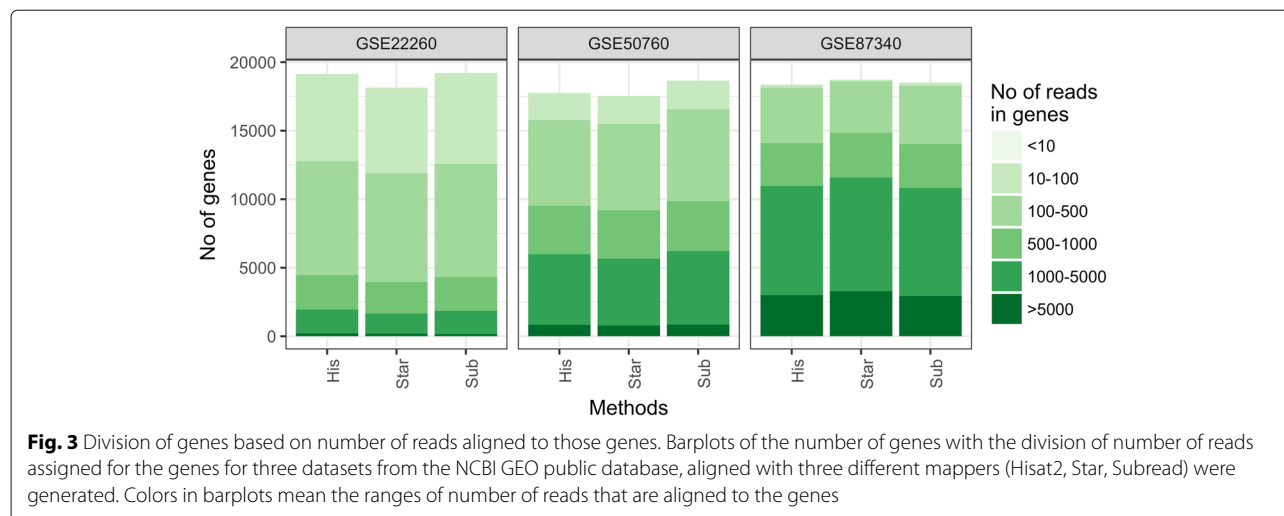 GSE22260
GSE50760
GSE87340
No of genes
20000
15000
10000
5000
0
His
Star
Sub
His
Star
Sub
His
Star
Sub
Methods
No of reads
in genes
<10
10-100
100-500
500-1000
1000-5000
>5000
Fig. 3 Division of genes based on number of reads aligned to those genes. Barplots of the number of genes with the division of number of reads
assigned for the genes for three datasets from the NCBI GEO public database, aligned with three different mappers (Hisat2, Star, Subread) were
generated. Colors in barplots mean the ranges of number of reads that are aligned to the genes